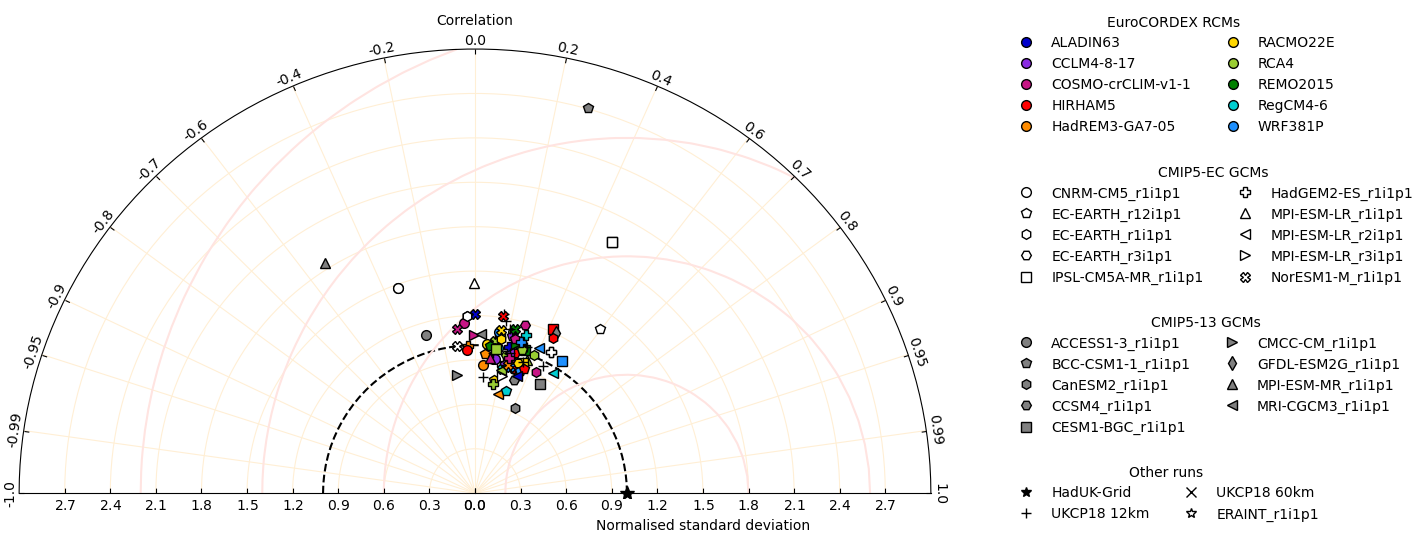 Correlation
0.0
-0.2
0.2
-0.4
0.4
-0.6
0.6
-0.7
0.7
-0.8
0.8
-0.9
0.9
-0.95
0.95
-0.99
0.99
-1.0
1.0
2.7 2.4 2.1 1.8 1.5 1.2 0.9 0.6 0.3 0.0 0.3 0.6 0.9 1.2 1.5 1.8 2.1 2.4 2.7
Normalised standard deviation
EuroCORDEX RCMs
ALADIN63 RACMO22E
CCLM4-8-17 RCA4
COSMO-crCLIM-v1-1 REMO2015
HIRHAM5 RegCM4-6
HadREM3-GA7-05 WRF381P
CMIP5-EC GCMs
CNRM-CM5_r1i1p1 HadGEM2-ES_r1i1p1
EC-EARTH_r12i1p1 MPI-ESM-LR_r1i1p1
EC-EARTH_r1i1p1 MPI-ESM-LR_r2i1p1
EC-EARTH_r3i1p1 MPI-ESM-LR_r3i1p1
IPSL-CM5A-MR_r1i1p1 NorESM1-M_r1i1p1
CMIP5-13 GCMs
ACCESS1-3_r1i1p1 CMCC-CM_r1i1p1
BCC-CSM1-1_r1i1p1 GFDL-ESM2G_r1i1p1
CanESM2_r1i1p1 MPI-ESM-MR_r1i1p1
CCSM4_r1i1p1 MRI-CGCM3_r1i1p1
CESM1-BGC_r1i1p1
Other runs
HadUK-Grid UKCP18 60km
UKCP18 12km ERAINT_r1i1p1